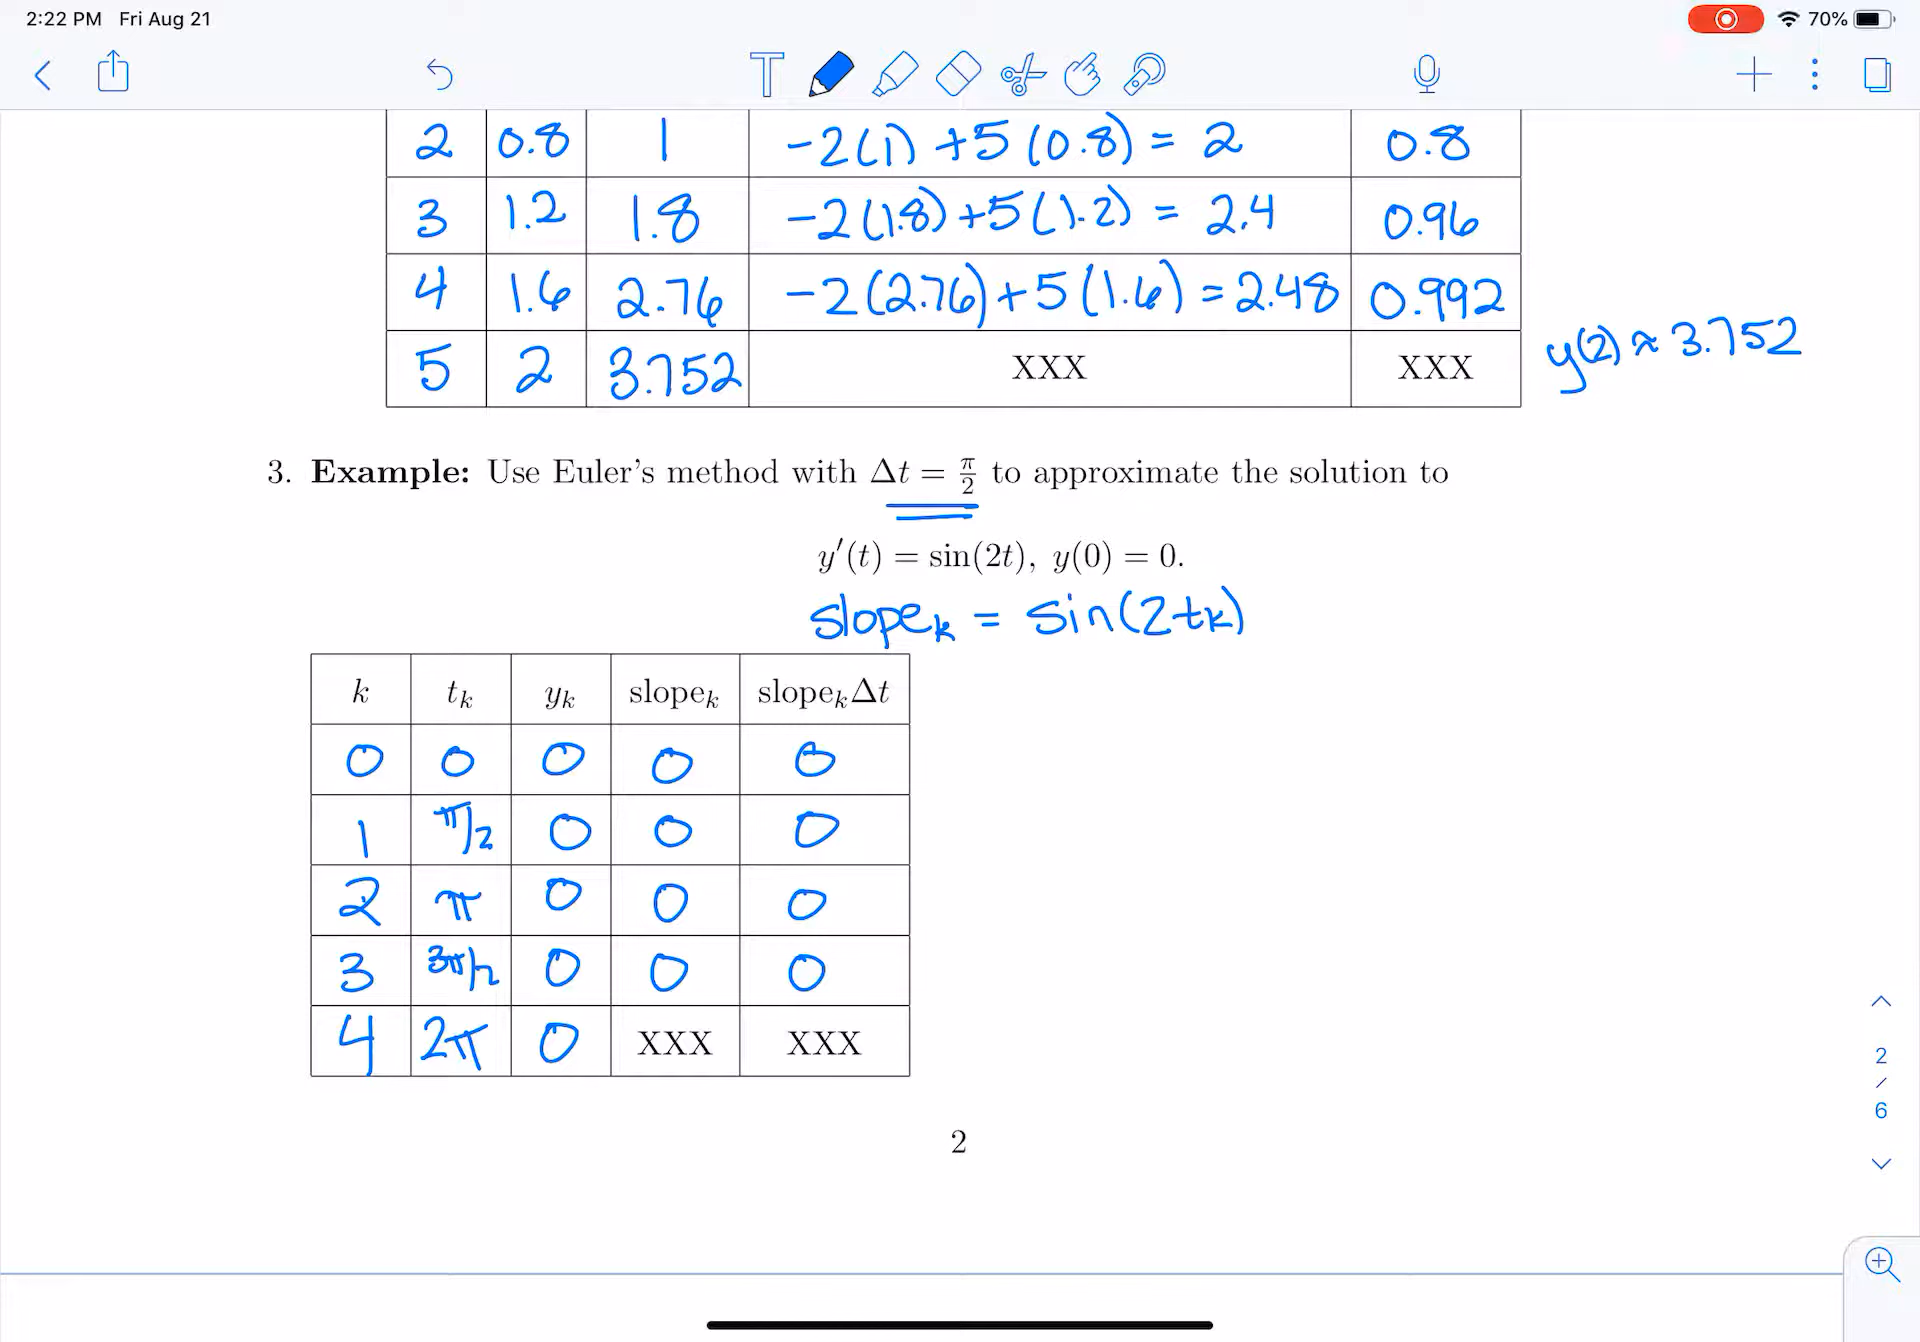 2:22 PM Fri Aug 21 70%
2 0.8 1 -2(1) +5(0.8) = 2 0.8
3 1.2 1.8 -2(1.8)+5(1.2) = 2.4 0.96
4 1.6 2.76 -2(2.76)+5(1.6) = 2.48 0.992
5 2 3.752 XXX XXX y(2) ≈ 3.752
3. Example: Use Euler's method with Δt = π/2 to approximate the solution to
y′(t) = sin(2t), y(0) = 0.
slopeₖ = sin(2tₖ)
k tₖ yₖ slopeₖ slopeₖΔt
0 0 0 0 0
1 π/2 0 0 0
2 π 0 0 0
3 3π/2 0 0 0
4 2π 0 XXX XXX
2
2
/
6